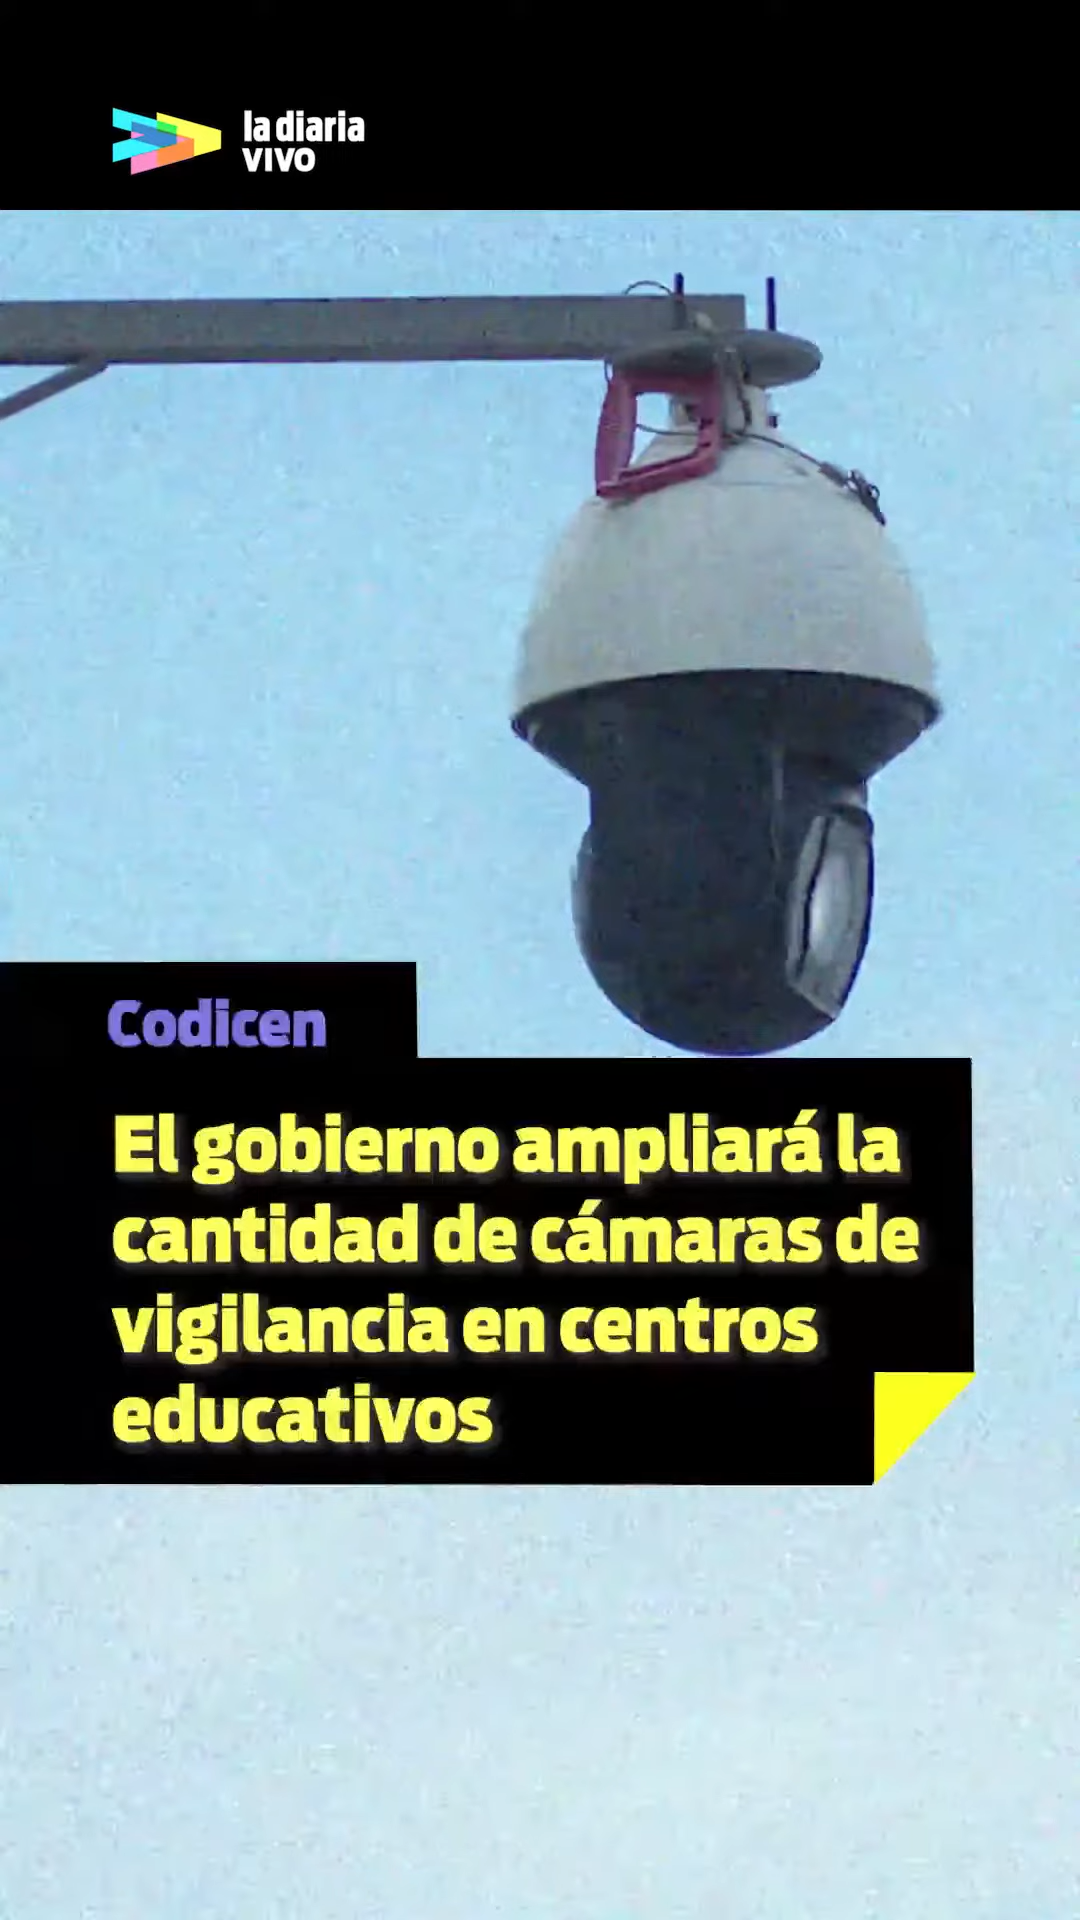 la diaria
VIVO
Codicen
El gobierno ampliará la
cantidad de cámaras de
vigilancia en centros
educativos